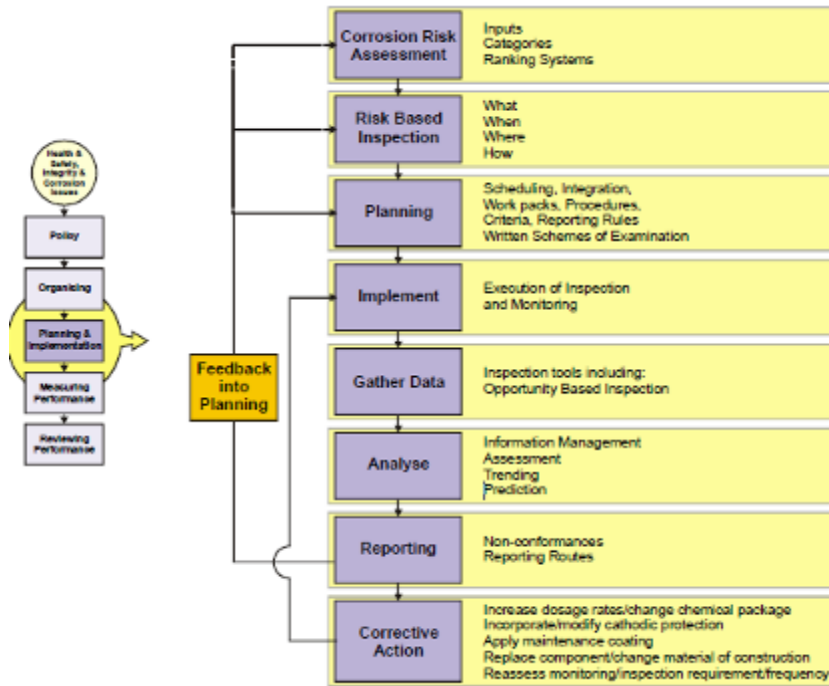 Health &
Safety,
Integrity &
Corrosion
Issues
Policy
Organising
Planning &
Implementation
Measuring
Performance
Reviewing
Performance
Feedback
into
Planning
Corrosion Risk
Assessment
Inputs
Categories
Ranking Systems
Risk Based
Inspection
What
When
Where
How
Planning
Scheduling, Integration,
Work packs, Procedures,
Criteria, Reporting Rules
Written Schemes of Examination
Implement
Execution of Inspection
and Monitoring
Gather Data
Inspection tools including:
Opportunity Based Inspection
Analyse
Information Management
Assessment
Trending
Prediction
Reporting
Non-conformances
Reporting Routes
Corrective
Action
Increase dosage rates/change chemical package
Incorporate/modify cathodic protection
Apply maintenance coating
Replace component/change material of construction
Reassess monitoring/inspection requirement/frequency